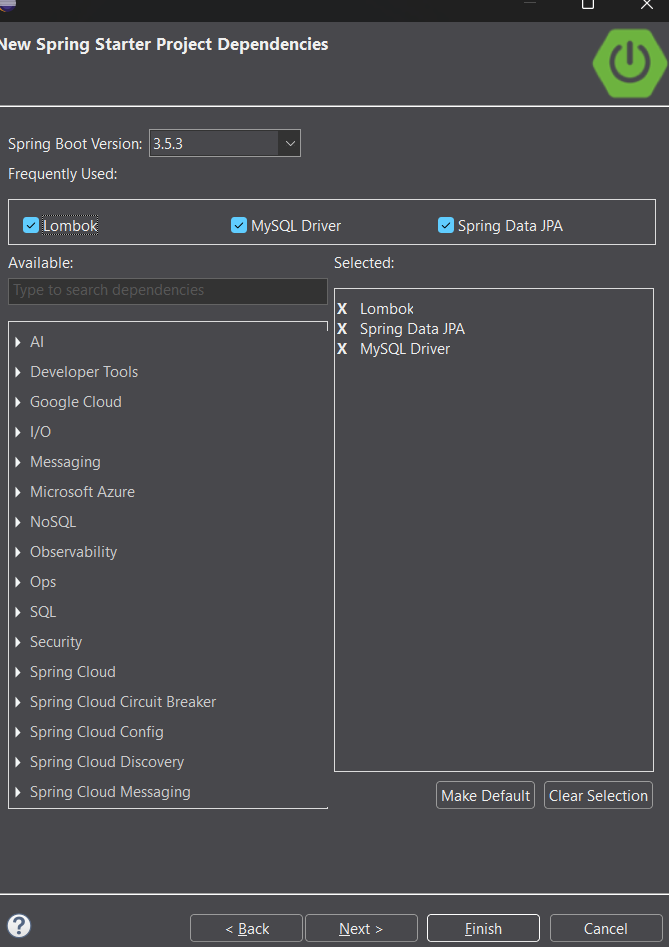 New Spring Starter Project Dependencies
Spring Boot Version: 3.5.3
Frequently Used:
Lombok MySQL Driver Spring Data JPA
Available: Selected:
Type to search dependencies
X Lombok
X Spring Data JPA
X MySQL Driver
AI
Developer Tools
Google Cloud
I/O
Messaging
Microsoft Azure
NoSQL
Observability
Ops
SQL
Security
Spring Cloud
Spring Cloud Circuit Breaker
Spring Cloud Config
Spring Cloud Discovery
Spring Cloud Messaging
Make Default Clear Selection
? < Back Next > Finish Cancel